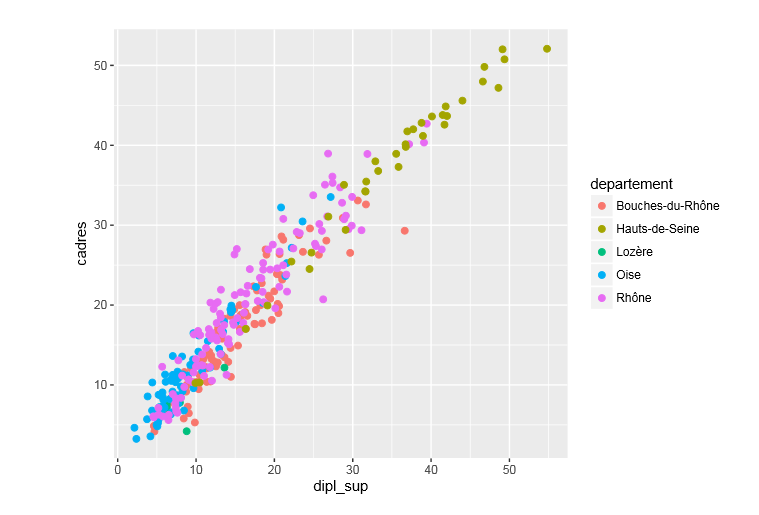 50
40
30
20
10
cadres
0 10 20 30 40 50
dipl_sup
departement
Bouches-du-Rhône
Hauts-de-Seine
Lozère
Oise
Rhône